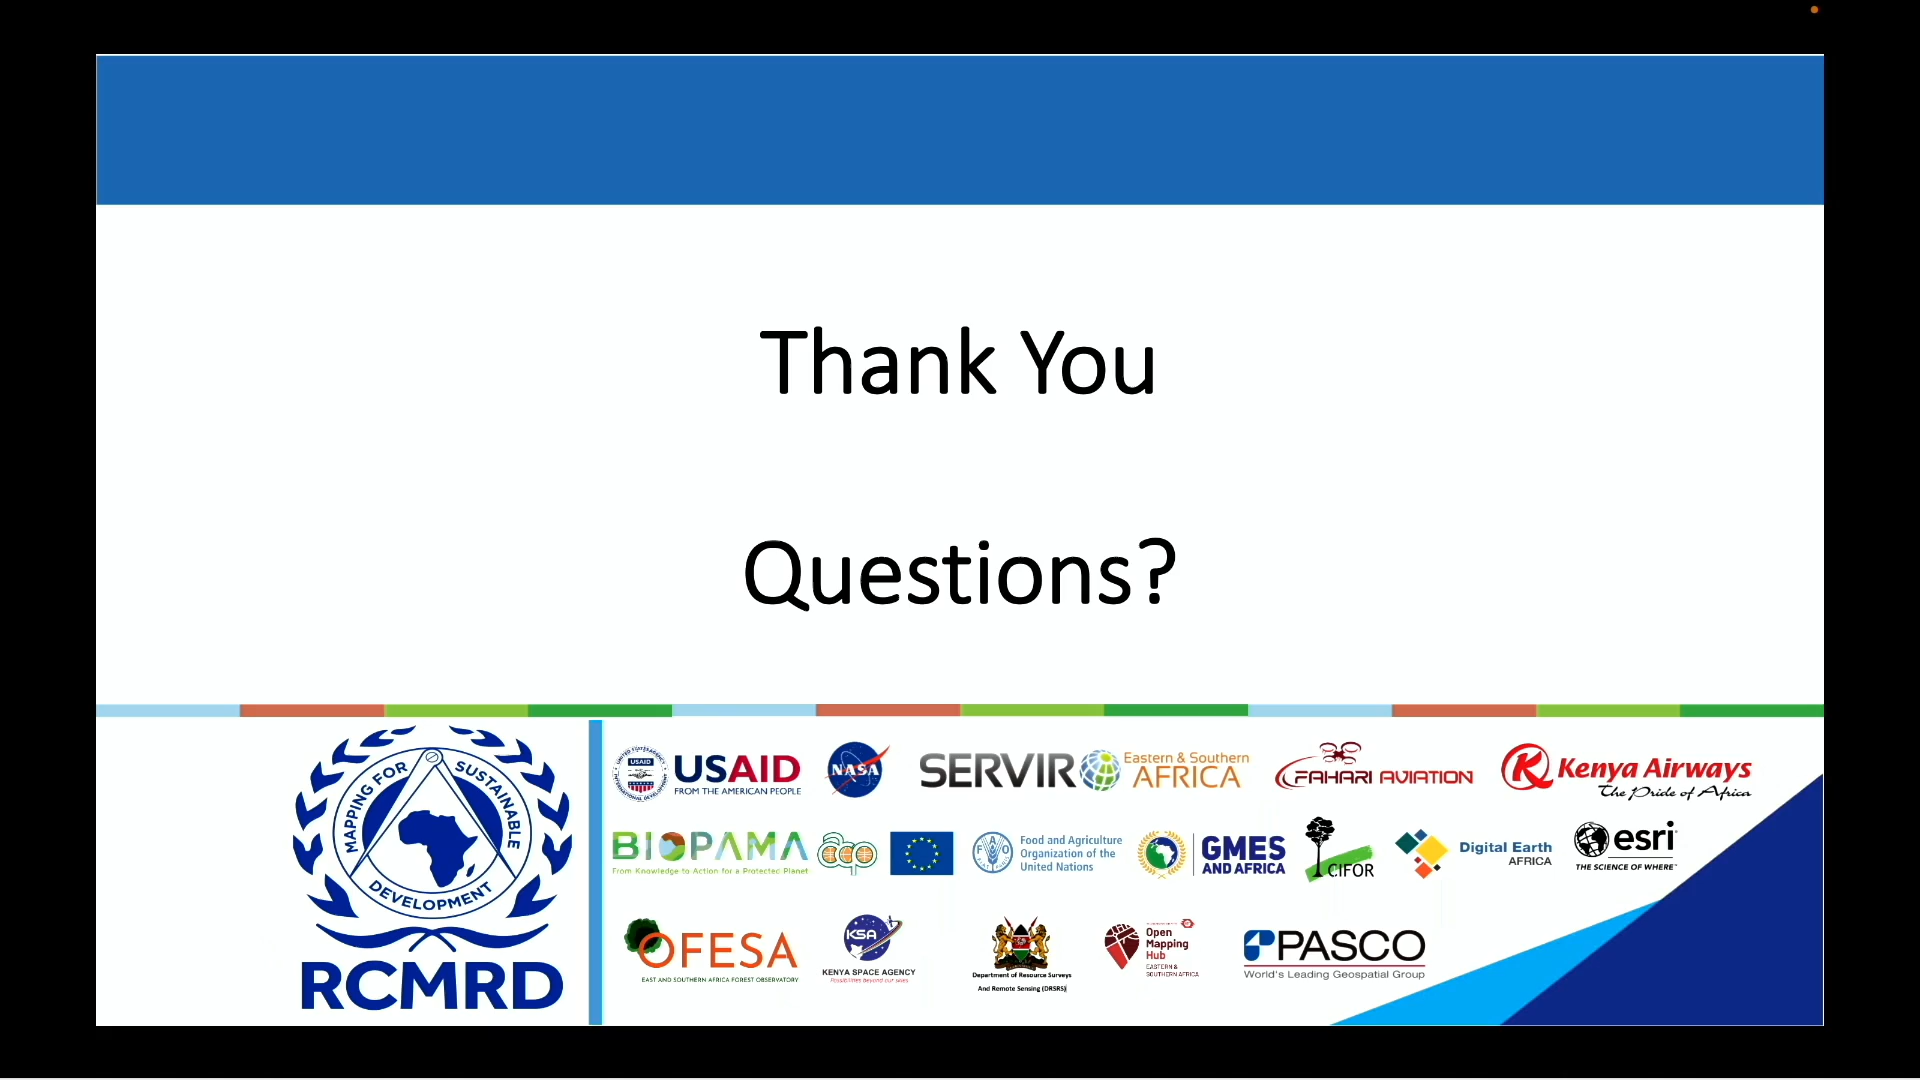 Thank You
Questions?
MAPPING FOR SUSTAINABLE
DEVELOPMENT
RCMRD
USAID
USAID
FROM THE AMERICAN PEOPLE
NASA
SERVIR
Eastern & Southern
AFRICA
FAHARI AVIATION
Kenya Airways
The Pride of Africa
BIOPAMA
From Knowledge to Action for a Protected Planet
acp
FAO
Food and Agriculture
Organization of the
United Nations
GMES
AND AFRICA
CIFOR
Digital Earth
AFRICA
esri
THE SCIENCE OF WHERE
OFESA
EAST AND SOUTHERN AFRICA FOREST OBSERVATORY
KSA
KENYA SPACE AGENCY
Possibilities beyond our skies
Department of Resource Surveys
And Remote Sensing (DRSRS)
Open
Mapping
Hub
EASTERN &
SOUTHERN AFRICA
PASCO
World's Leading Geospatial Group